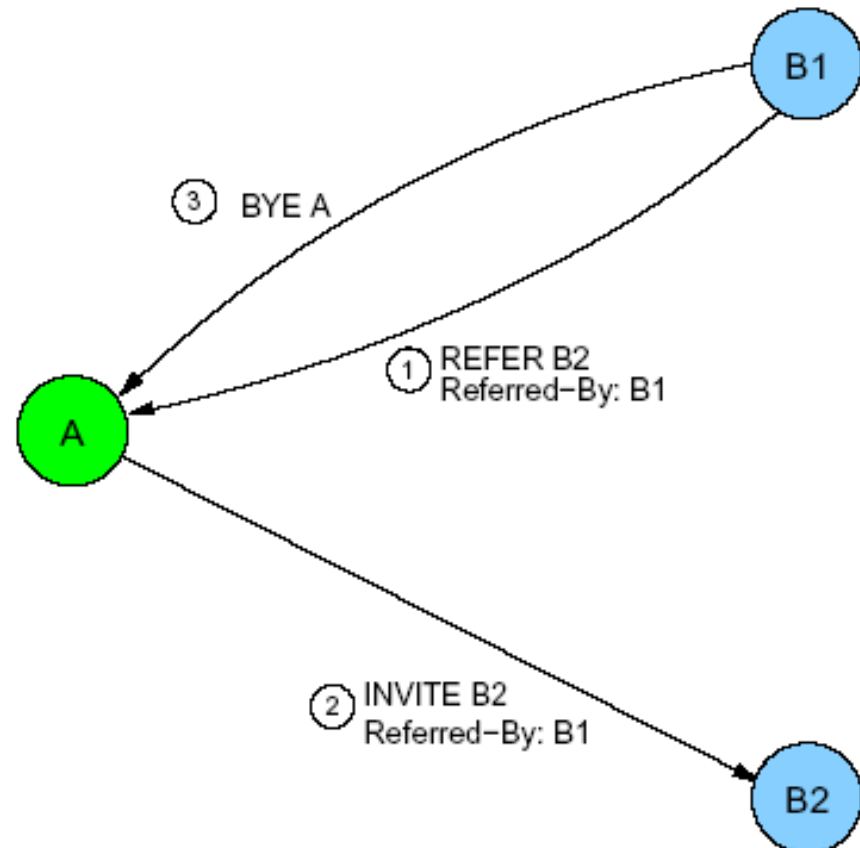 B1
3 BYE A
1 REFER B2
Referred−By: B1
A
2 INVITE B2
Referred−By: B1
B2